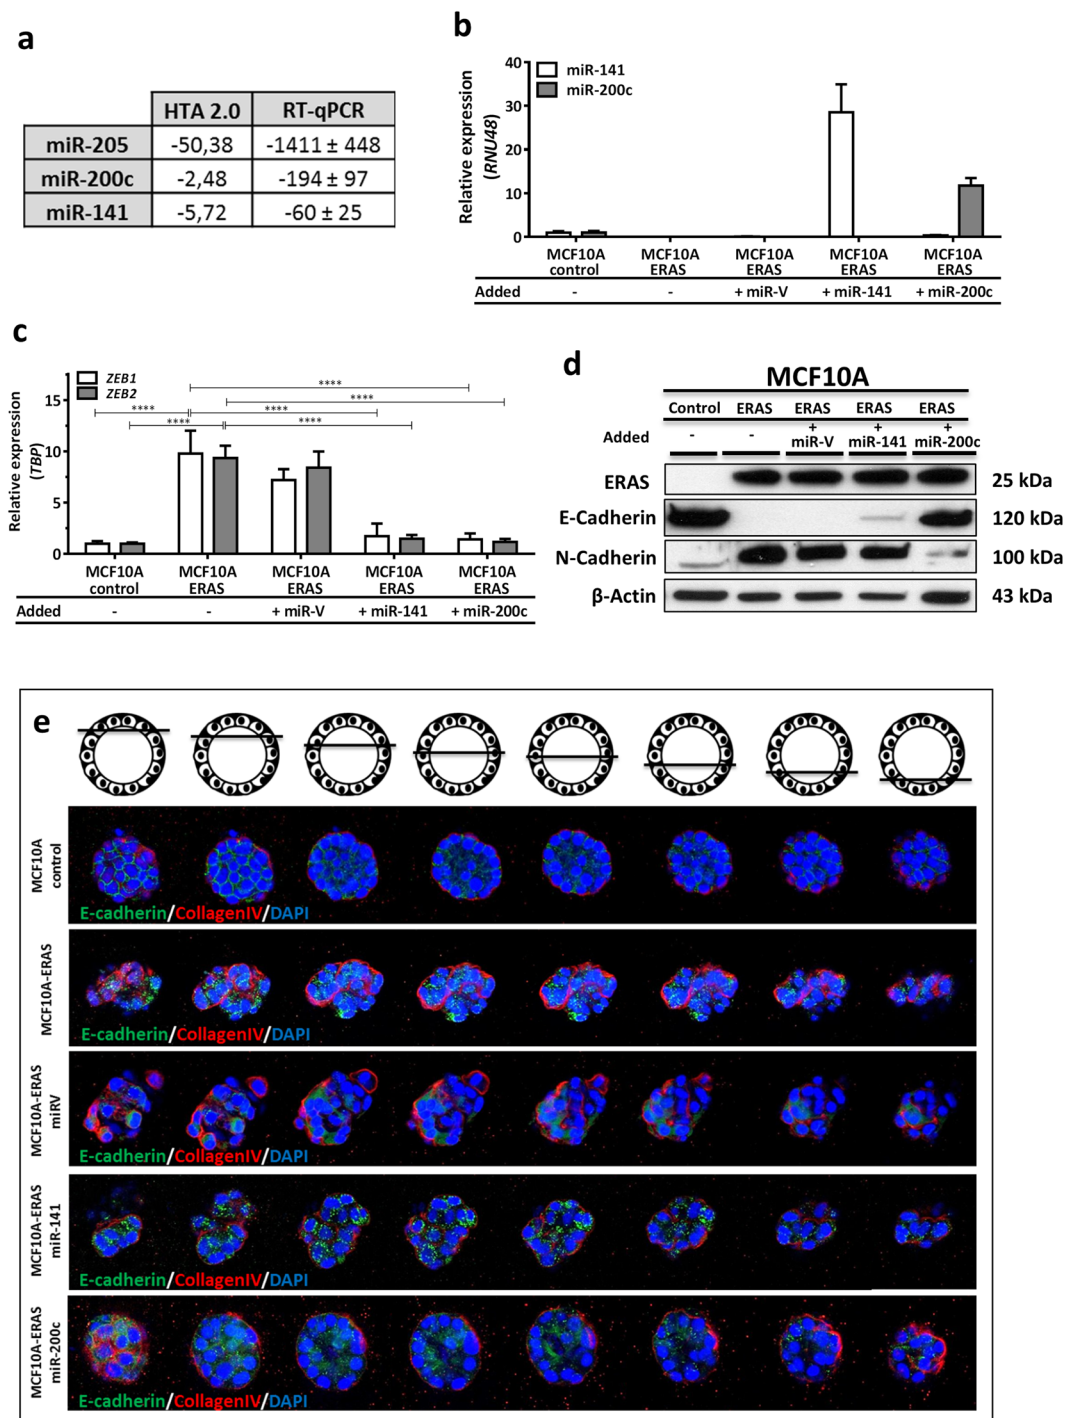 a
HTA 2.0 RT-qPCR
miR-205 -50,38 -1411 ± 448
miR-200c -2,48 -194 ± 97
miR-141 -5,72 -60 ± 25
b
Relative expression
(RNU48)
40
30
20
10
0
miR-141
miR-200c
MCF10A MCF10A MCF10A MCF10A MCF10A
control ERAS ERAS ERAS ERAS
Added - - + miR-V + miR-141 + miR-200c
c
Relative expression
(TBP)
15
10
5
0
ZEB1
ZEB2
****
****
**** ****
**** ****
MCF10A MCF10A MCF10A MCF10A MCF10A
control ERAS ERAS ERAS ERAS
Added - - + miR-V + miR-141 + miR-200c
d
MCF10A
Control ERAS ERAS ERAS ERAS
+ + +
Added - - miR-V miR-141 miR-200c
ERAS 25 kDa
E-Cadherin 120 kDa
N-Cadherin 100 kDa
β-Actin 43 kDa
e
MCF10A
control
E-cadherin/CollagenIV/DAPI
MCF10A-ERAS
E-cadherin/CollagenIV/DAPI
MCF10A-ERAS
miRV
E-cadherin/CollagenIV/DAPI
MCF10A-ERAS
miR-141
E-cadherin/CollagenIV/DAPI
MCF10A-ERAS
miR-200c
E-cadherin/CollagenIV/DAPI